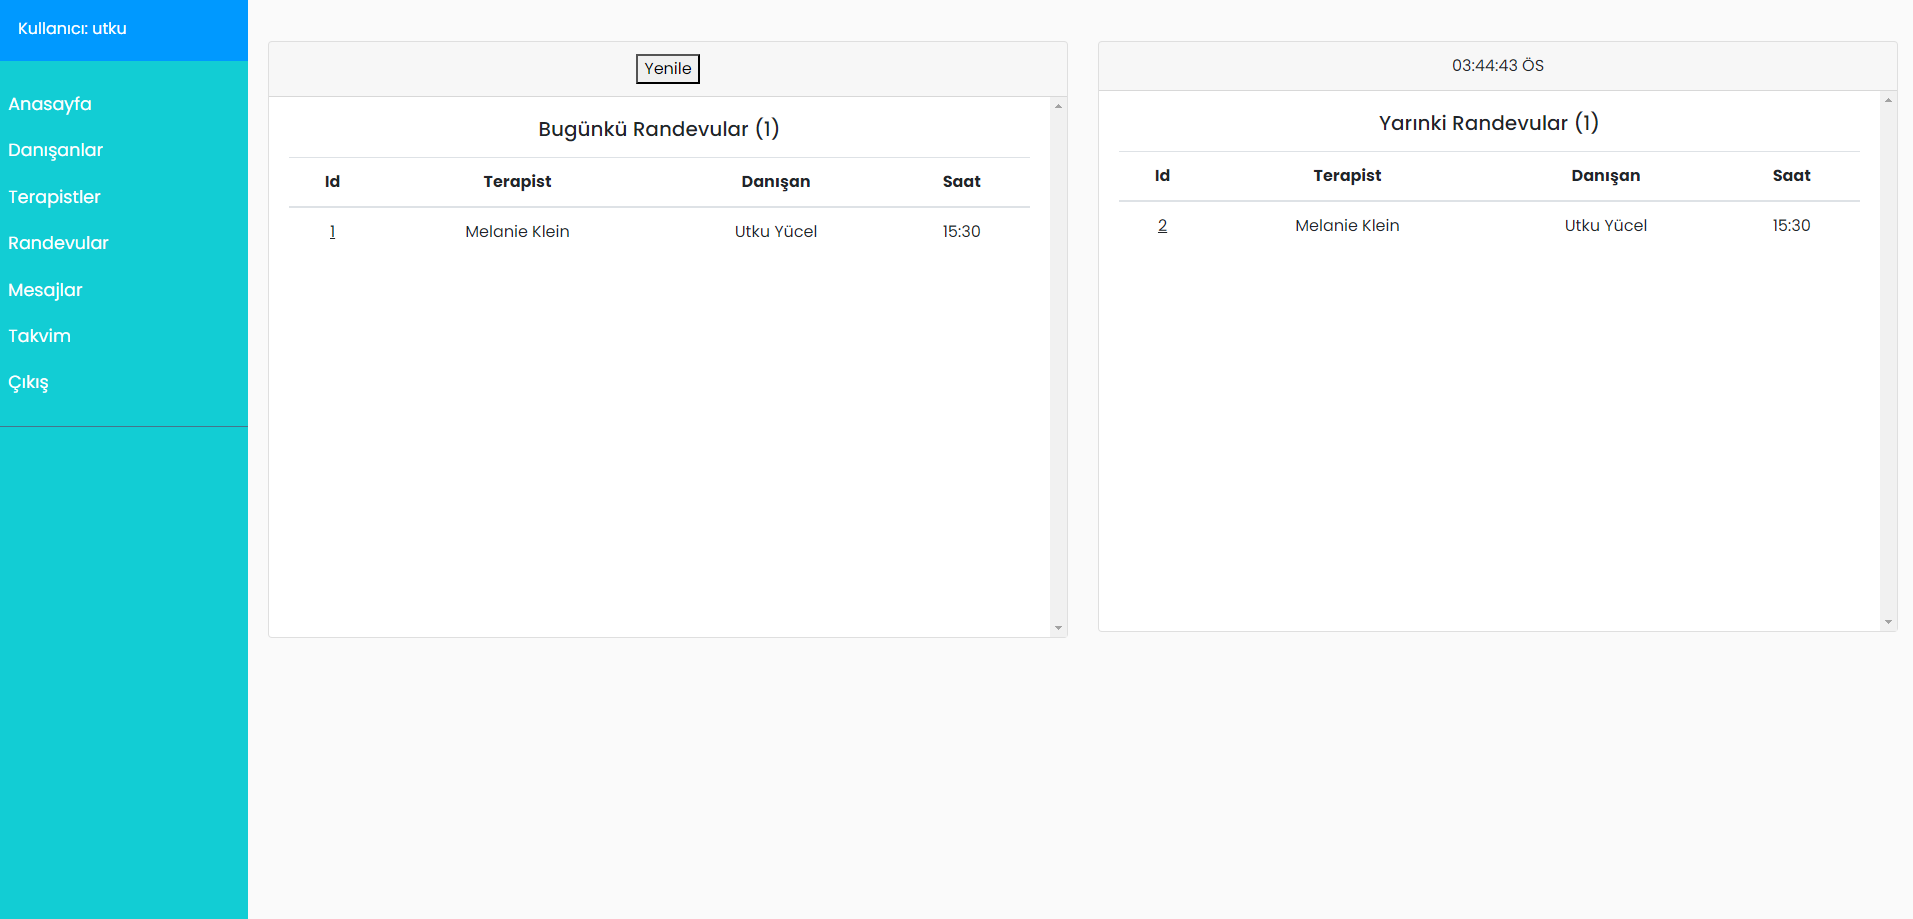 Kullanıcı: utku
Anasayfa
Danışanlar
Terapistler
Randevular
Mesajlar
Takvim
Çıkış
Yenile
Bugünkü Randevular (1)
Id Terapist Danışan Saat
1 Melanie Klein Utku Yücel 15:30
03:44:43 ÖS
Yarınki Randevular (1)
Id Terapist Danışan Saat
2 Melanie Klein Utku Yücel 15:30